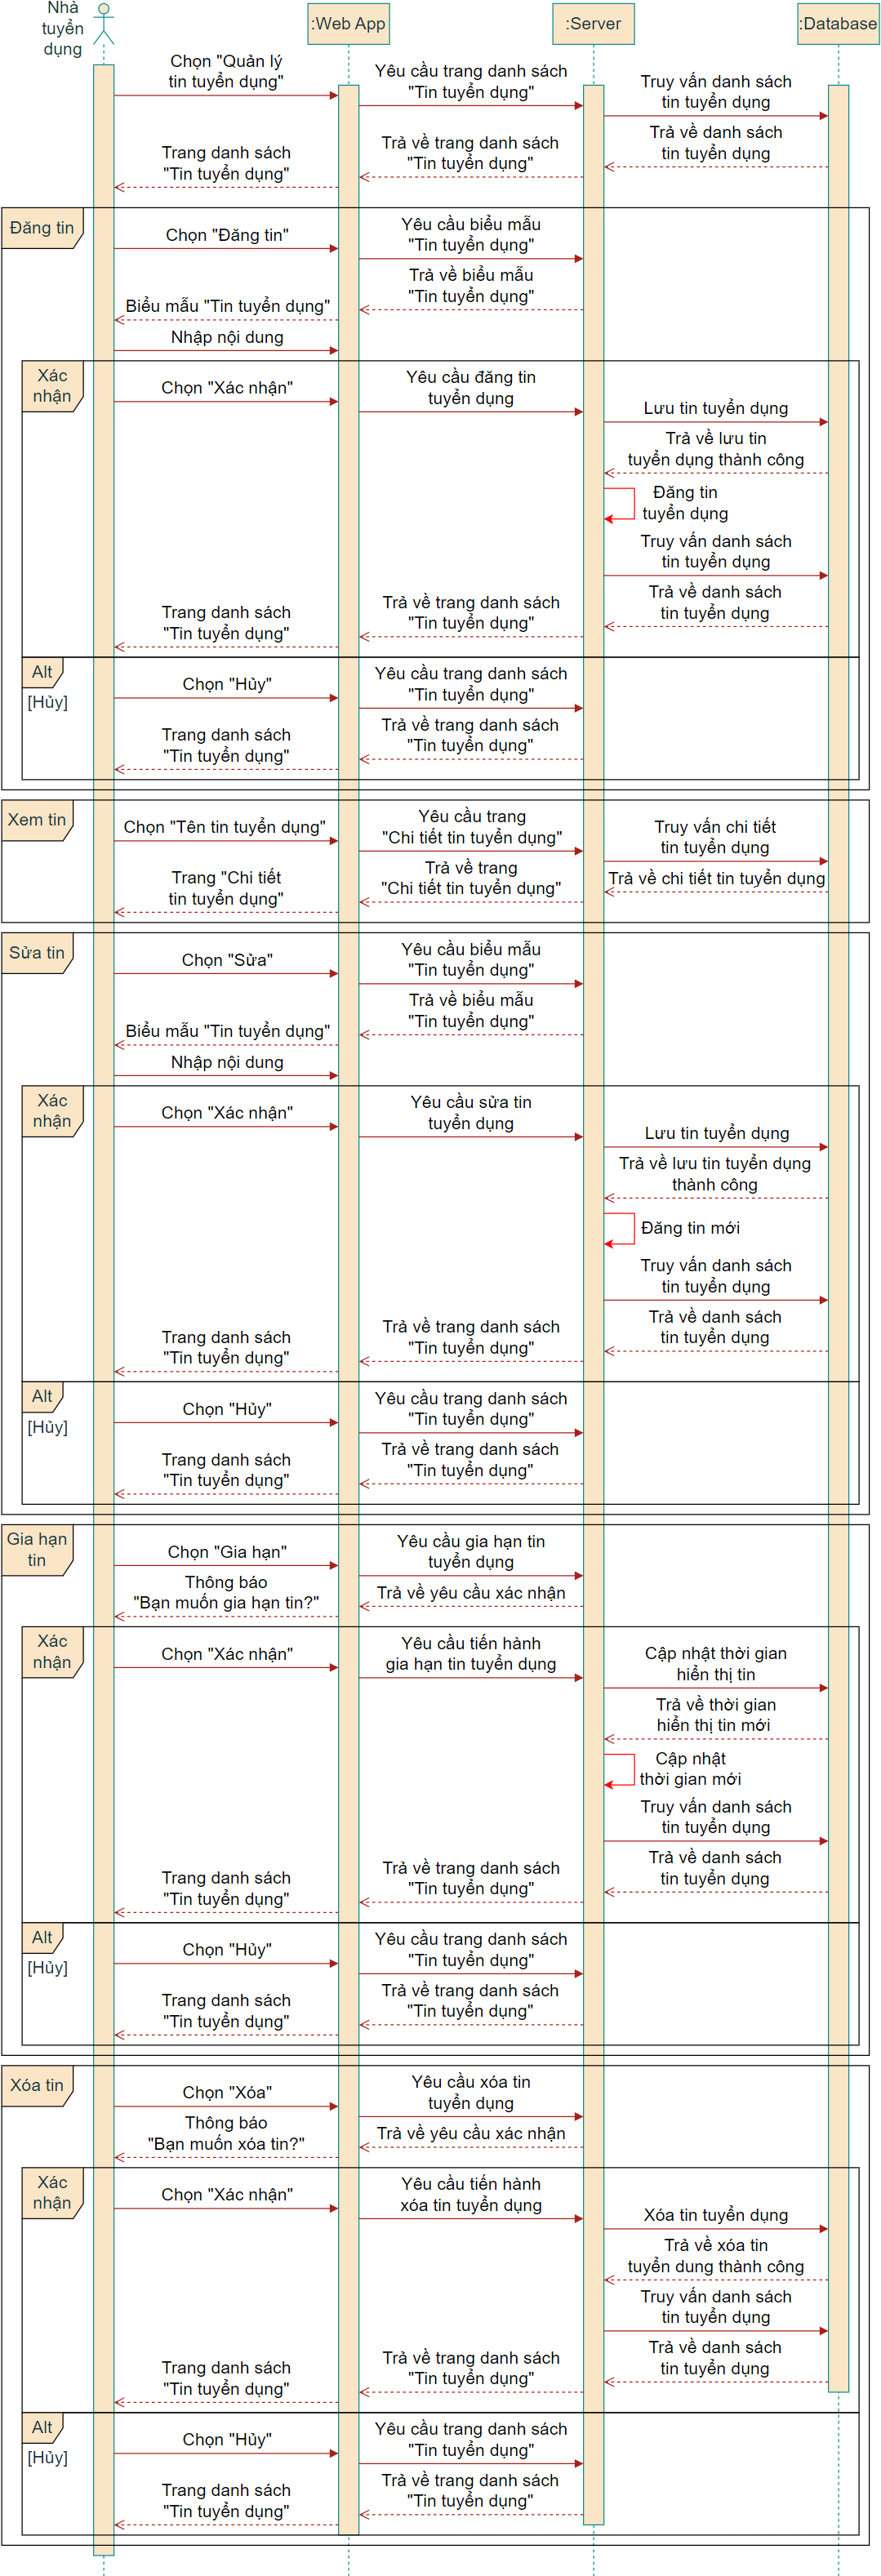 Nhà
tuyển
dụng
:Web App
:Server
:Database
Chọn "Quản lý
tin tuyển dụng"
Yêu cầu trang danh sách
"Tin tuyển dụng"
Truy vấn danh sách
tin tuyển dụng
Trả về danh sách
tin tuyển dụng
Trả về trang danh sách
"Tin tuyển dụng"
Trang danh sách
"Tin tuyển dụng"
Đăng tin
Chọn "Đăng tin"
Yêu cầu biểu mẫu
"Tin tuyển dụng"
Trả về biểu mẫu
"Tin tuyển dụng"
Biểu mẫu "Tin tuyển dụng"
Nhập nội dung
Xác
nhận
Chọn "Xác nhận"
Yêu cầu đăng tin
tuyển dụng
Lưu tin tuyển dụng
Trả về lưu tin
tuyển dụng thành công
Đăng tin
tuyển dụng
Truy vấn danh sách
tin tuyển dụng
Trả về danh sách
tin tuyển dụng
Trả về trang danh sách
"Tin tuyển dụng"
Trang danh sách
"Tin tuyển dụng"
Alt
[Hủy]
Chọn "Hủy"
Yêu cầu trang danh sách
"Tin tuyển dụng"
Trả về trang danh sách
"Tin tuyển dụng"
Trang danh sách
"Tin tuyển dụng"
Xem tin
Chọn "Tên tin tuyển dụng"
Yêu cầu trang
"Chi tiết tin tuyển dụng"
Truy vấn chi tiết
tin tuyển dụng
Trả về chi tiết tin tuyển dụng
Trả về trang
"Chi tiết tin tuyển dụng"
Trang "Chi tiết
tin tuyển dụng"
Sửa tin
Chọn "Sửa"
Yêu cầu biểu mẫu
"Tin tuyển dụng"
Trả về biểu mẫu
"Tin tuyển dụng"
Biểu mẫu "Tin tuyển dụng"
Nhập nội dung
Xác
nhận
Chọn "Xác nhận"
Yêu cầu sửa tin
tuyển dụng
Lưu tin tuyển dụng
Trả về lưu tin tuyển dụng
thành công
Đăng tin mới
Truy vấn danh sách
tin tuyển dụng
Trả về danh sách
tin tuyển dụng
Trả về trang danh sách
"Tin tuyển dụng"
Trang danh sách
"Tin tuyển dụng"
Alt
[Hủy]
Chọn "Hủy"
Yêu cầu trang danh sách
"Tin tuyển dụng"
Trả về trang danh sách
"Tin tuyển dụng"
Trang danh sách
"Tin tuyển dụng"
Gia hạn
tin
Chọn "Gia hạn"
Yêu cầu gia hạn tin
tuyển dụng
Trả về yêu cầu xác nhận
Thông báo
"Bạn muốn gia hạn tin?"
Xác
nhận
Chọn "Xác nhận"
Yêu cầu tiến hành
gia hạn tin tuyển dụng
Cập nhật thời gian
hiển thị tin
Trả về thời gian
hiển thị tin mới
Cập nhật
thời gian mới
Truy vấn danh sách
tin tuyển dụng
Trả về danh sách
tin tuyển dụng
Trả về trang danh sách
"Tin tuyển dụng"
Trang danh sách
"Tin tuyển dụng"
Alt
[Hủy]
Chọn "Hủy"
Yêu cầu trang danh sách
"Tin tuyển dụng"
Trả về trang danh sách
"Tin tuyển dụng"
Trang danh sách
"Tin tuyển dụng"
Xóa tin
Chọn "Xóa"
Yêu cầu xóa tin
tuyển dụng
Trả về yêu cầu xác nhận
Thông báo
"Bạn muốn xóa tin?"
Xác
nhận
Chọn "Xác nhận"
Yêu cầu tiến hành
xóa tin tuyển dụng
Xóa tin tuyển dụng
Trả về xóa tin
tuyển dung thành công
Truy vấn danh sách
tin tuyển dụng
Trả về danh sách
tin tuyển dụng
Trả về trang danh sách
"Tin tuyển dụng"
Trang danh sách
"Tin tuyển dụng"
Alt
[Hủy]
Chọn "Hủy"
Yêu cầu trang danh sách
"Tin tuyển dụng"
Trả về trang danh sách
"Tin tuyển dụng"
Trang danh sách
"Tin tuyển dụng"